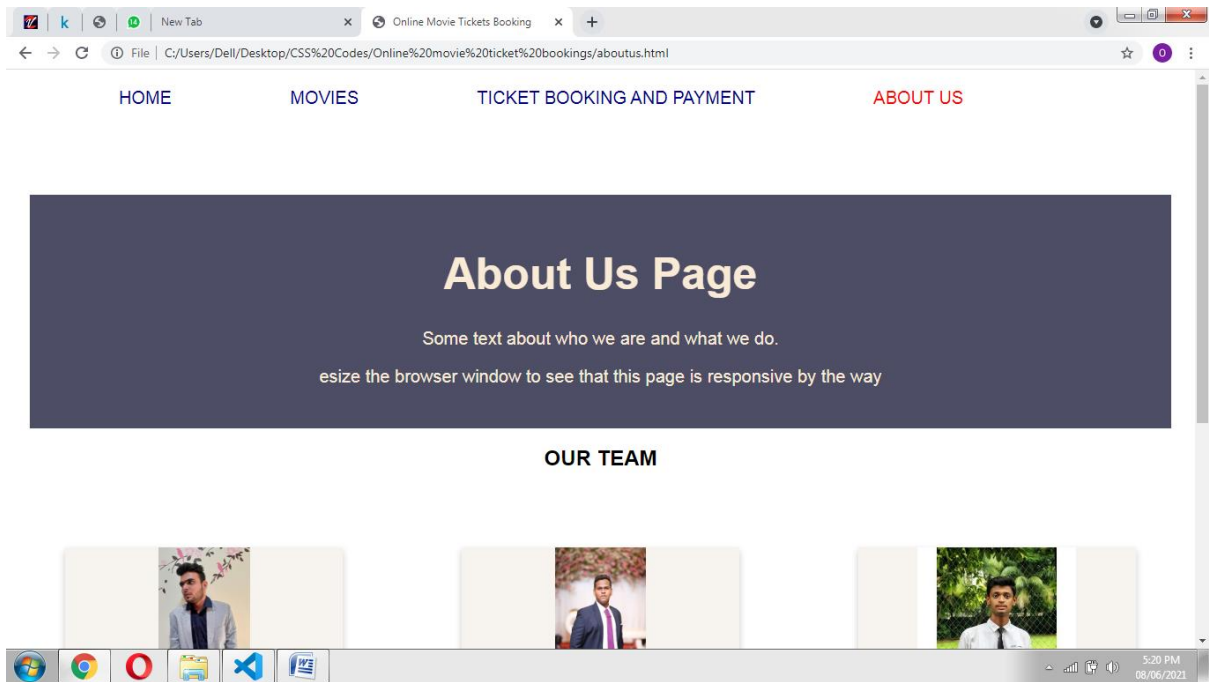 New Tab
Online Movie Tickets Booking
File | C:/Users/Dell/Desktop/CSS%20Codes/Online%20movie%20ticket%20bookings/aboutus.html
HOME MOVIES TICKET BOOKING AND PAYMENT ABOUT US
About Us Page
Some text about who we are and what we do.
esize the browser window to see that this page is responsive by the way
OUR TEAM
5:20 PM
08/06/2021